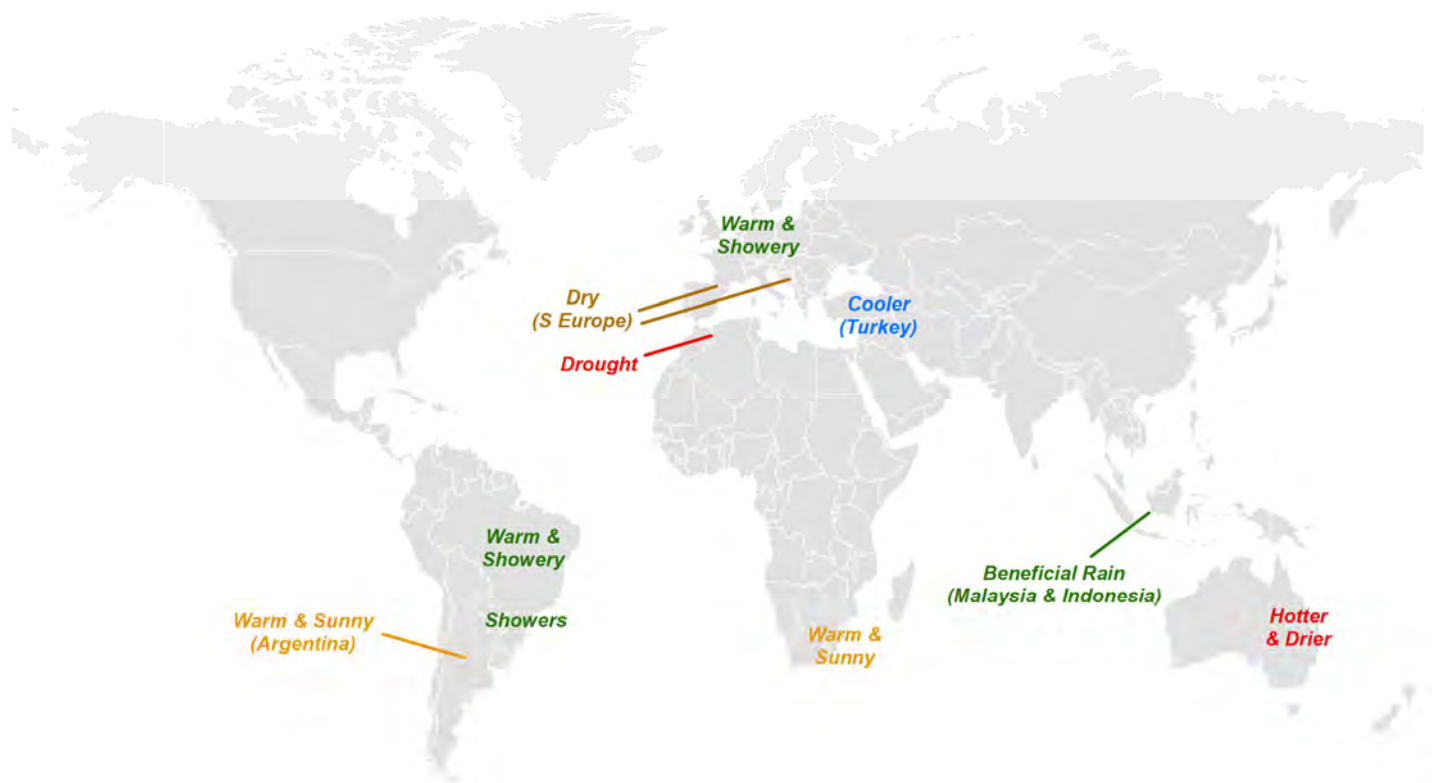 Warm &
Showery
Dry
(S Europe)
Cooler
(Turkey)
Drought
Warm &
Showery
Beneficial Rain
(Malaysia & Indonesia)
Warm & Sunny
(Argentina)
Showers
Warm &
Sunny
Hotter
& Drier